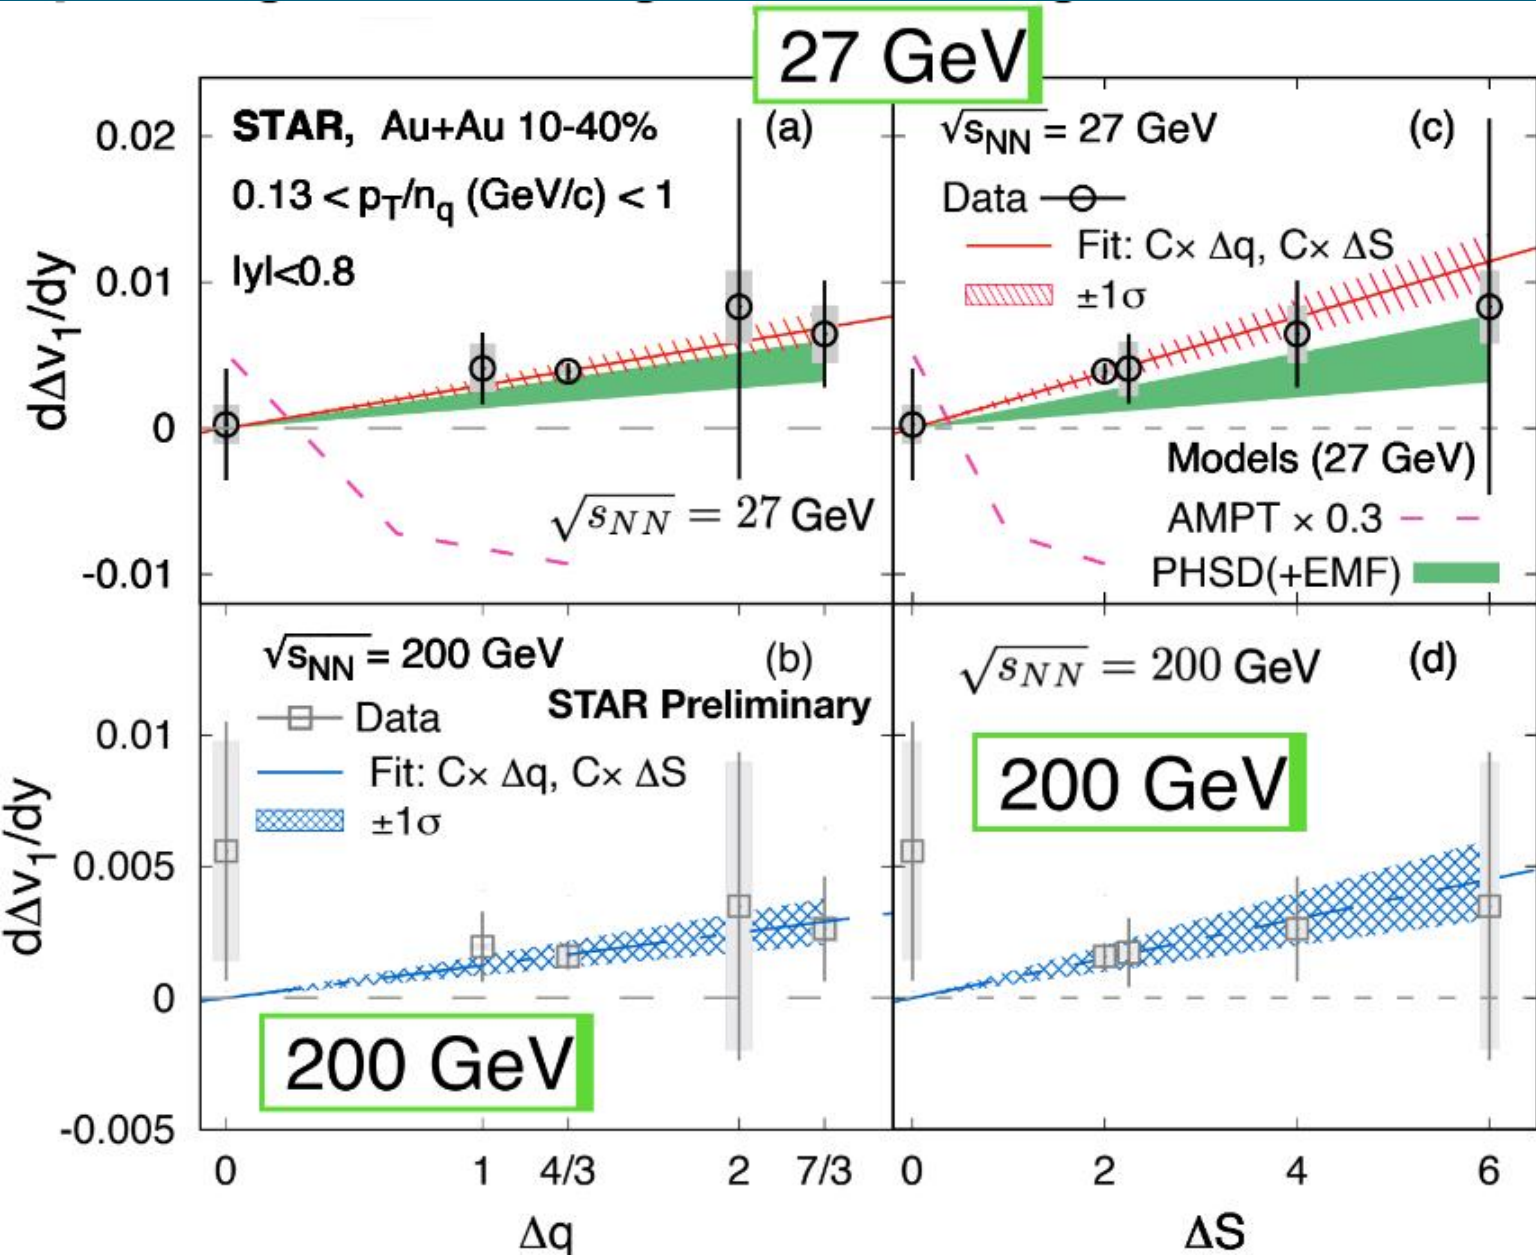 27 GeV
STAR, Au+Au 10-40%
(a)
0.13 < p_T/n_q (GeV/c) < 1
|y|<0.8
√s_NN = 27 GeV
0.02
0.01
0
-0.01
dΔv_1/dy
√s_NN = 27 GeV
(c)
Data
Fit: C× Δq, C× ΔS
±1σ
Models (27 GeV)
AMPT × 0.3
PHSD(+EMF)
√s_NN = 200 GeV
(b)
STAR Preliminary
Data
Fit: C× Δq, C× ΔS
±1σ
200 GeV
0.01
0.005
0
-0.005
dΔv_1/dy
√s_NN = 200 GeV
(d)
200 GeV
0 1 4/3 2 7/3
Δq
0 2 4 6
ΔS